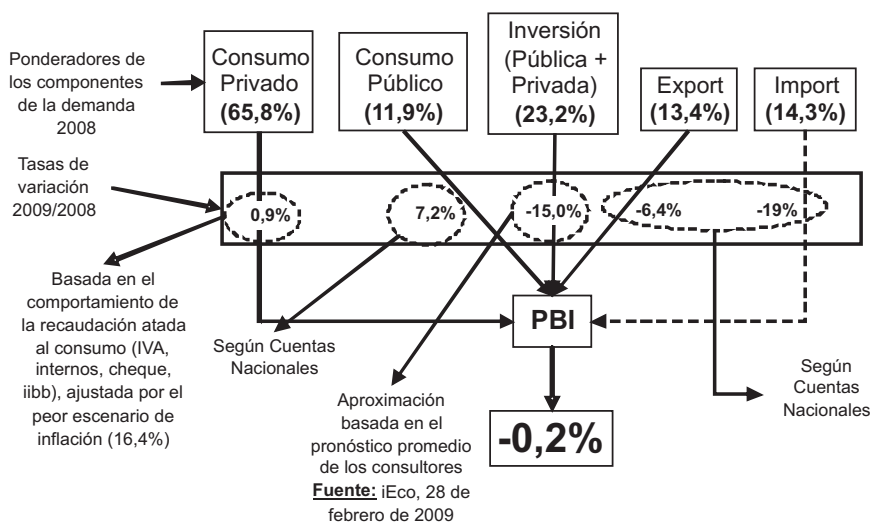 Ponderadores de
los componentes
de la demanda
2008
Consumo
Privado
(65,8%)
Consumo
Público
(11,9%)
Inversión
(Pública +
Privada)
(23,2%)
Export
(13,4%)
Import
(14,3%)
Tasas de
variación
2009/2008
0,9%
7,2%
-15,0%
-6,4%
-19%
Basada en el
comportamiento de
la recaudación atada
al consumo (IVA,
internos, cheque,
iibb), ajustada por el
peor escenario de
inflación (16,4%)
Según Cuentas
Nacionales
Aproximación
basada en el
pronóstico promedio
de los consultores
Fuente: iEco, 28 de
febrero de 2009
PBI
-0,2%
Según
Cuentas
Nacionales